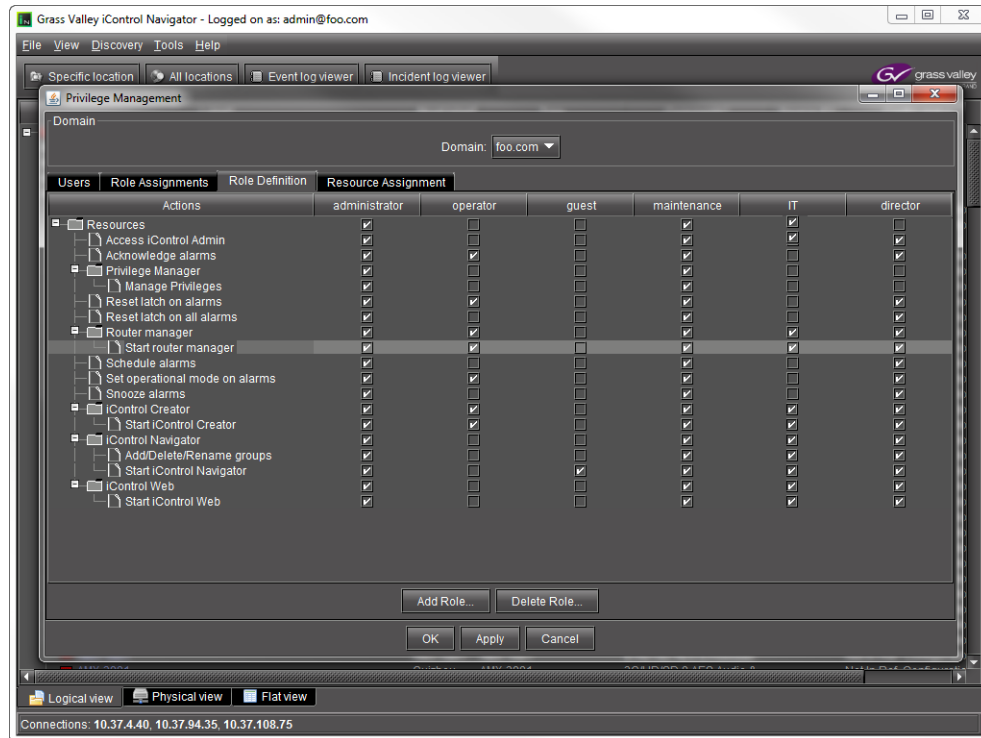 Grass Valley iControl Navigator - Logged on as: admin@foo.com
File View Discovery Tools Help
Specific location All locations Event log viewer Incident log viewer grass valley
Privilege Management
Domain
Domain: foo.com
Users Role Assignments Role Definition Resource Assignment
Actions administrator operator guest maintenance IT director
Resources
Access iControl Admin
Acknowledge alarms
Privilege Manager
Manage Privileges
Reset latch on alarms
Reset latch on all alarms
Router manager
Start router manager
Schedule alarms
Set operational mode on alarms
Snooze alarms
iControl Creator
Start iControl Creator
iControl Navigator
Add/Delete/Rename groups
Start iControl Navigator
iControl Web
Start iControl Web
Add Role... Delete Role...
OK Apply Cancel
Logical view Physical view Flat view
Connections: 10.37.4.40, 10.37.94.35, 10.37.108.75